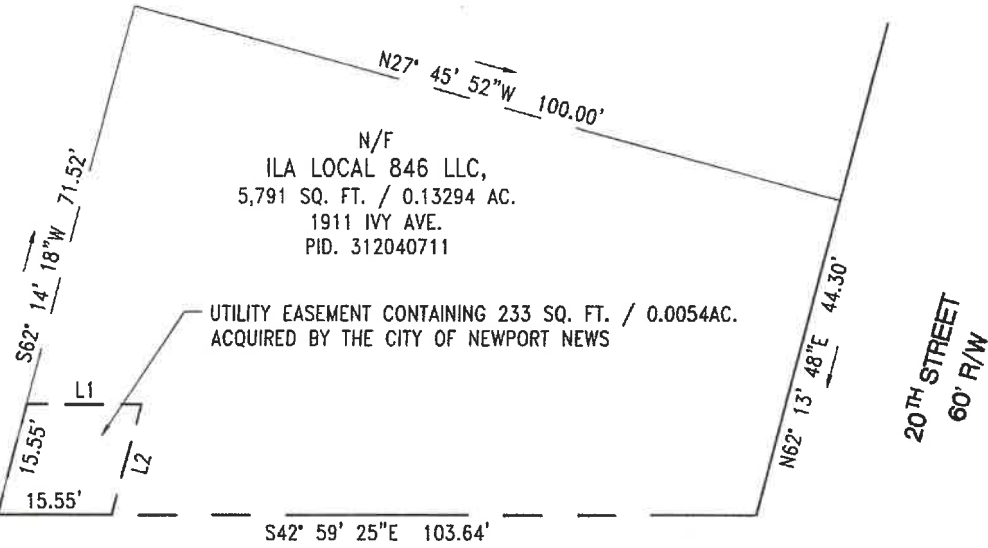 N27° 45' 52"W 100.00'
N/F
ILA LOCAL 846 LLC,
5,791 SQ. FT. / 0.13294 AC.
1911 IVY AVE.
PID. 312040711
S62° 14' 18"W 71.52'
UTILITY EASEMENT CONTAINING 233 SQ. FT. / 0.0054AC.
ACQUIRED BY THE CITY OF NEWPORT NEWS
N62° 13' 48"E 44.30'
20TH STREET
60' R/W
L1
15.55'
L2
15.55'
S42° 59' 25"E 103.64'